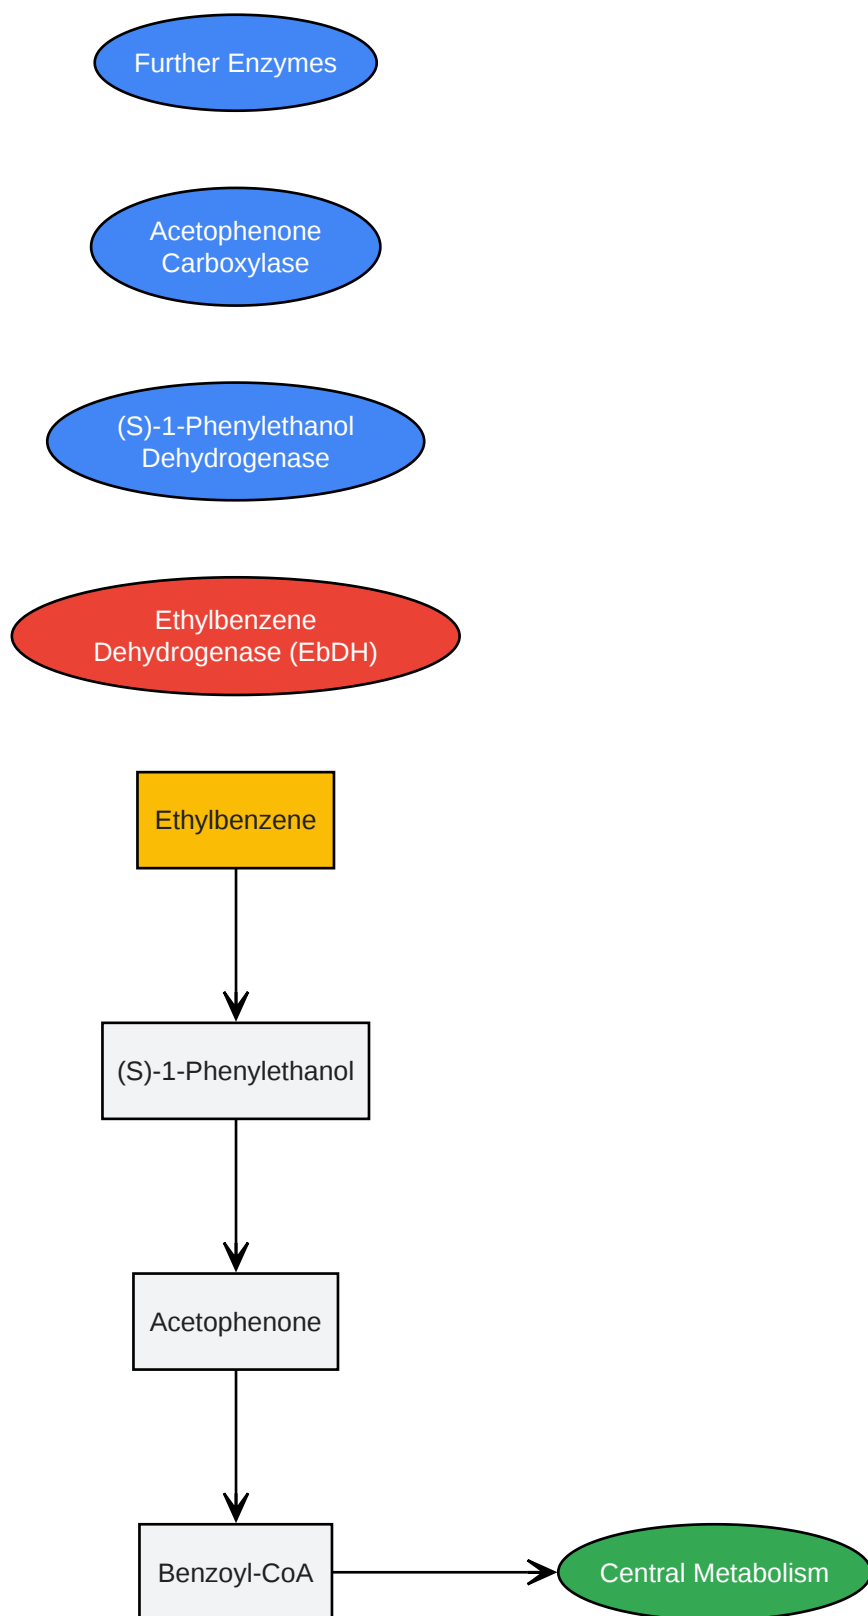 Further Enzymes
Acetophenone
Carboxylase
(S)-1-Phenylethanol
Dehydrogenase
Ethylbenzene
Dehydrogenase (EbDH)
Ethylbenzene
(S)-1-Phenylethanol
Acetophenone
Benzoyl-CoA
Central Metabolism